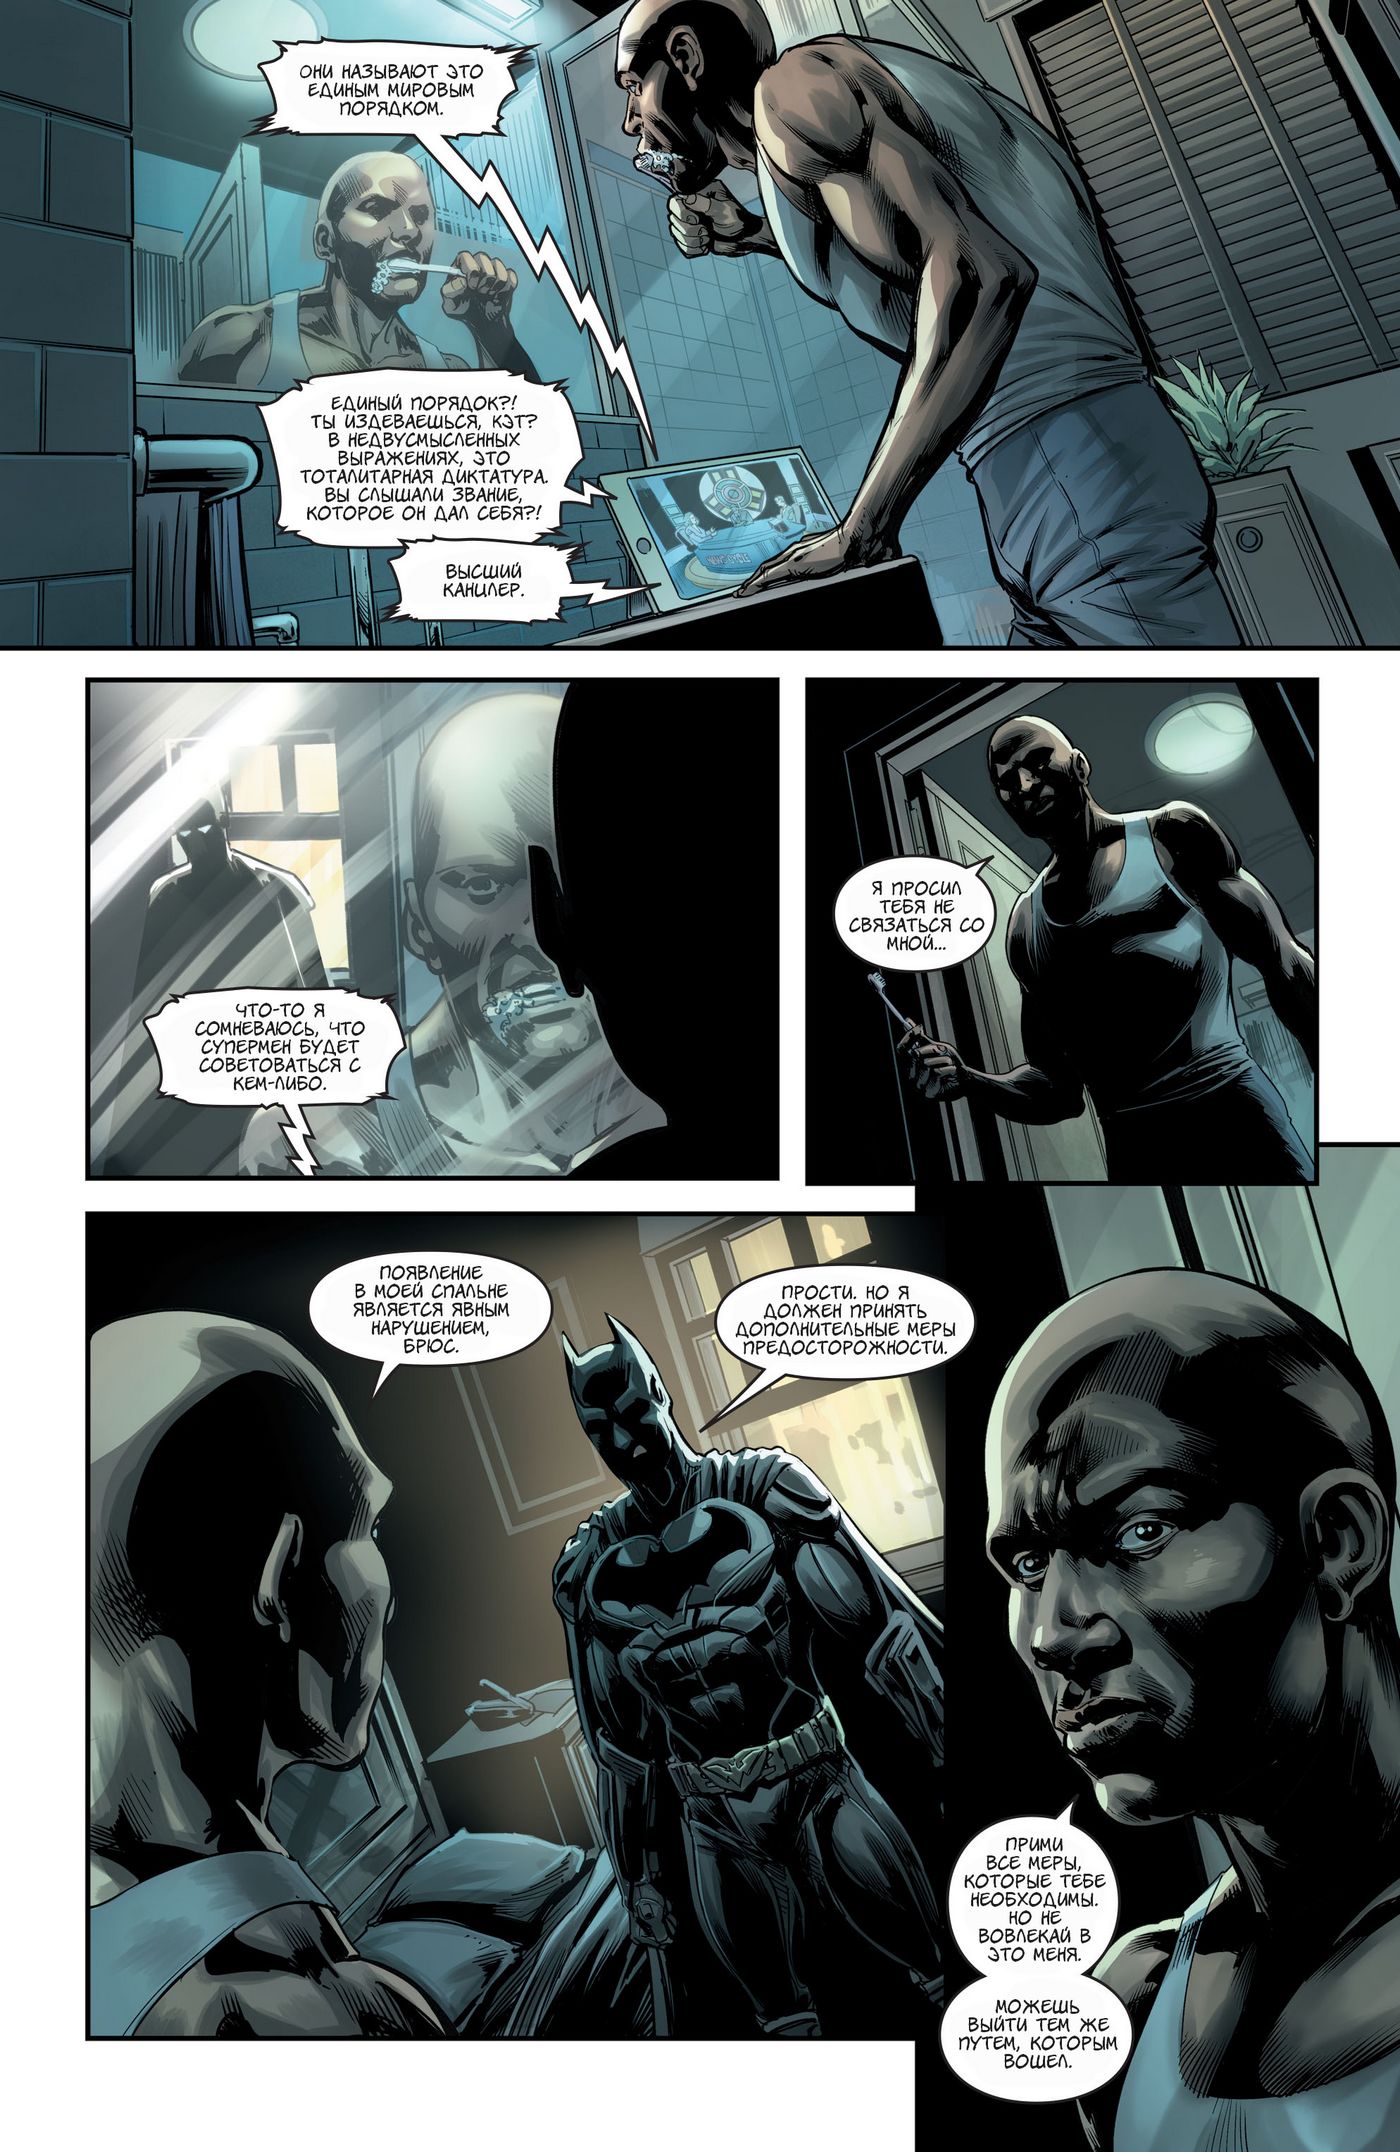 Они называют это
единым мировым
порядком.
Единый порядок?!
Ты издеваешься, Кэт?
В недвусмысленных
выражениях, это
тоталитарная диктатура.
Вы слышали звание,
которое он дал себя?!
Высший
канцлер.
Что-то я
сомневаюсь, что
Супермен будет
советоваться с
кем-либо.
Я просил
тебя не
связаться со
мной...
Появление
в моей спальне
является явным
нарушением,
Брюс.
Прости. Но я
должен принять
дополнительные меры
предосторожности.
Прими
все меры,
которые тебе
необходимы.
Но не
вовлекай в
это меня.
Можешь
выйти тем же
путем, которым
вошел.